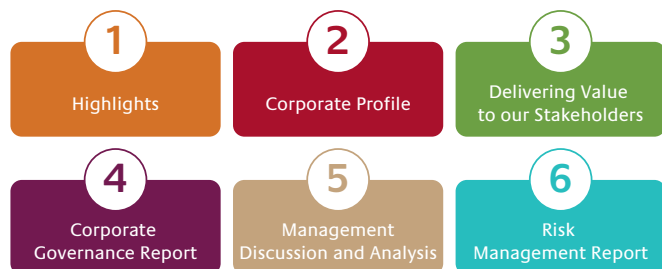 1
Highlights
2
Corporate Profile
3
Delivering Value
to our Stakeholders
4
Corporate
Governance Report
5
Management
Discussion and Analysis
6
Risk
Management Report